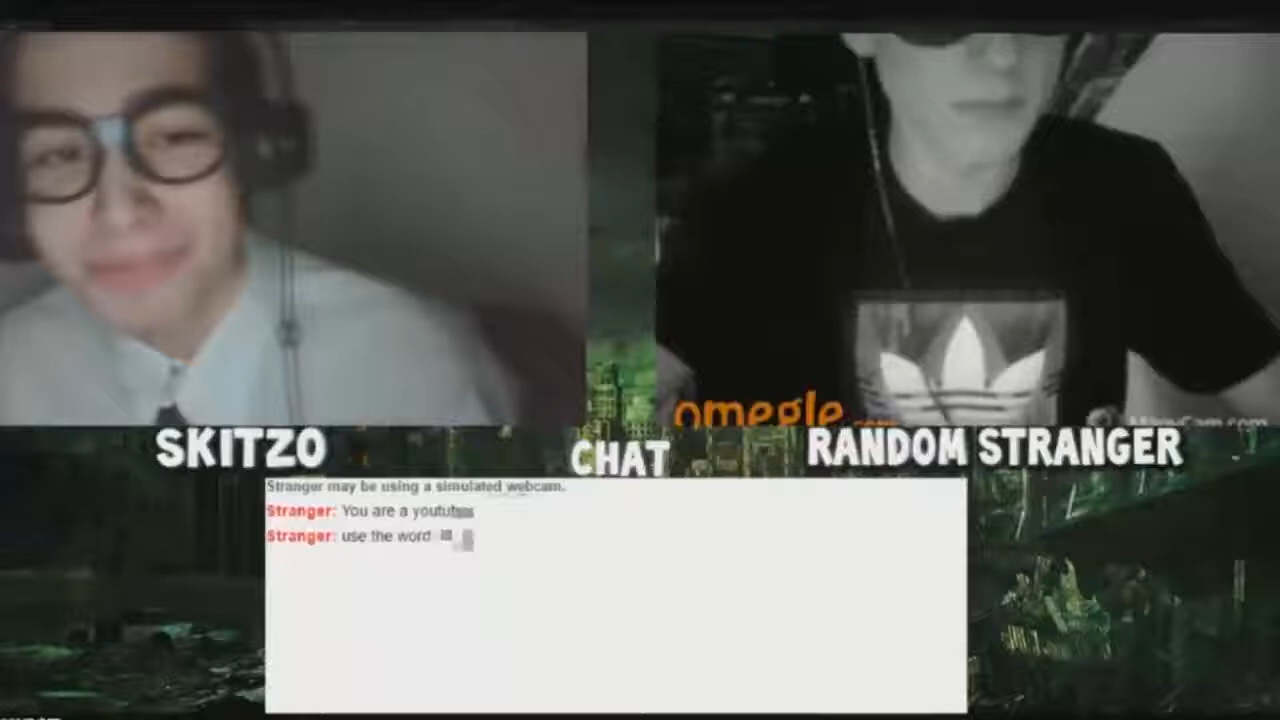 omegle
SKITZO
CHAT
RANDOM STRANGER
Stranger may be using a simulated webcam.
Stranger: You are a
Stranger: use the word